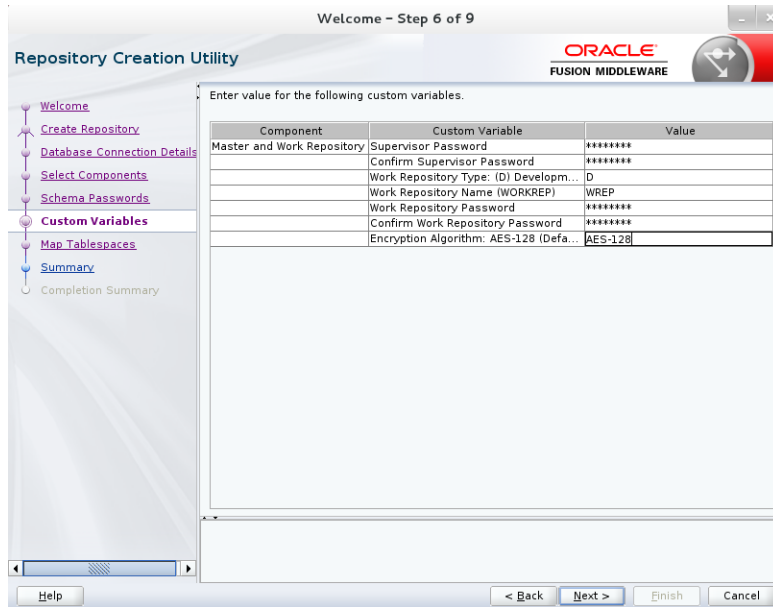 Welcome – Step 6 of 9
Repository Creation Utility
ORACLE
FUSION MIDDLEWARE
Welcome
Create Repository
Database Connection Details
Select Components
Schema Passwords
Custom Variables
Map Tablespaces
Summary
Completion Summary
Enter value for the following custom variables.
Component Custom Variable Value
Master and Work Repository Supervisor Password ********
Confirm Supervisor Password ********
Work Repository Type: (D) Developm... D
Work Repository Name (WORKREP) WREP
Work Repository Password ********
Confirm Work Repository Password ********
Encryption Algorithm: AES-128 (Defa... AES-128
Help < Back Next > Finish Cancel